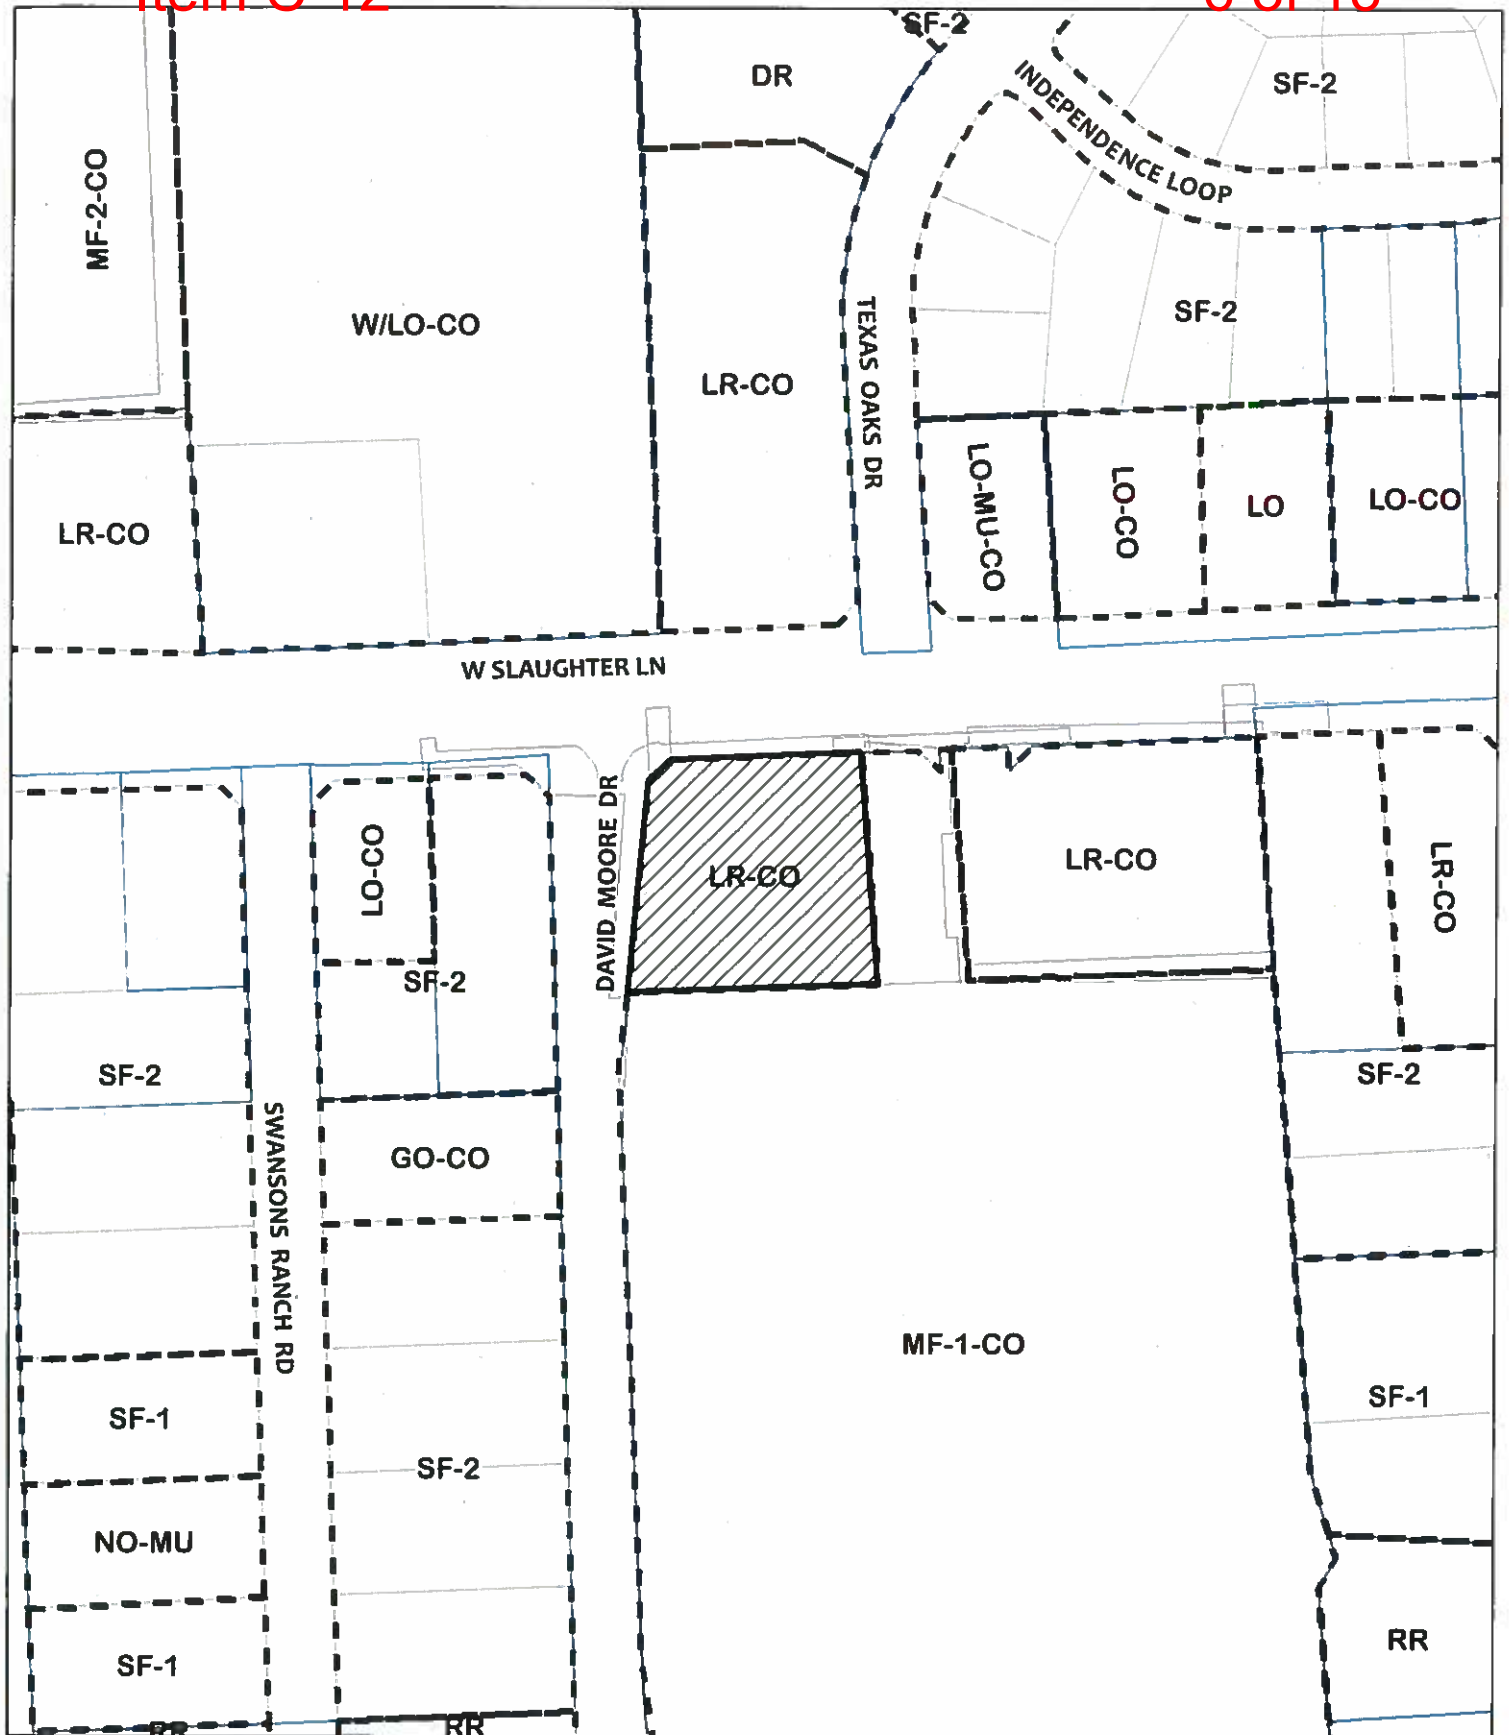 SF-2
DR
SF-2
INDEPENDENCE LOOP
MF-2-CO
W/LO-CO
SF-2
LR-CO
TEXAS OAKS DR
LR-CO
LO-MU-CO
LO-CO
LO
LO-CO
W SLAUGHTER LN
LO-CO
DAVID MOORE DR
LR-CO
LR-CO
LR-CO
SF-2
SF-2
SF-2
SWANSONS RANCH RD
GO-CO
MF-1-CO
SF-1
SF-1
SF-2
NO-MU
RR
SF-1
RR
RR